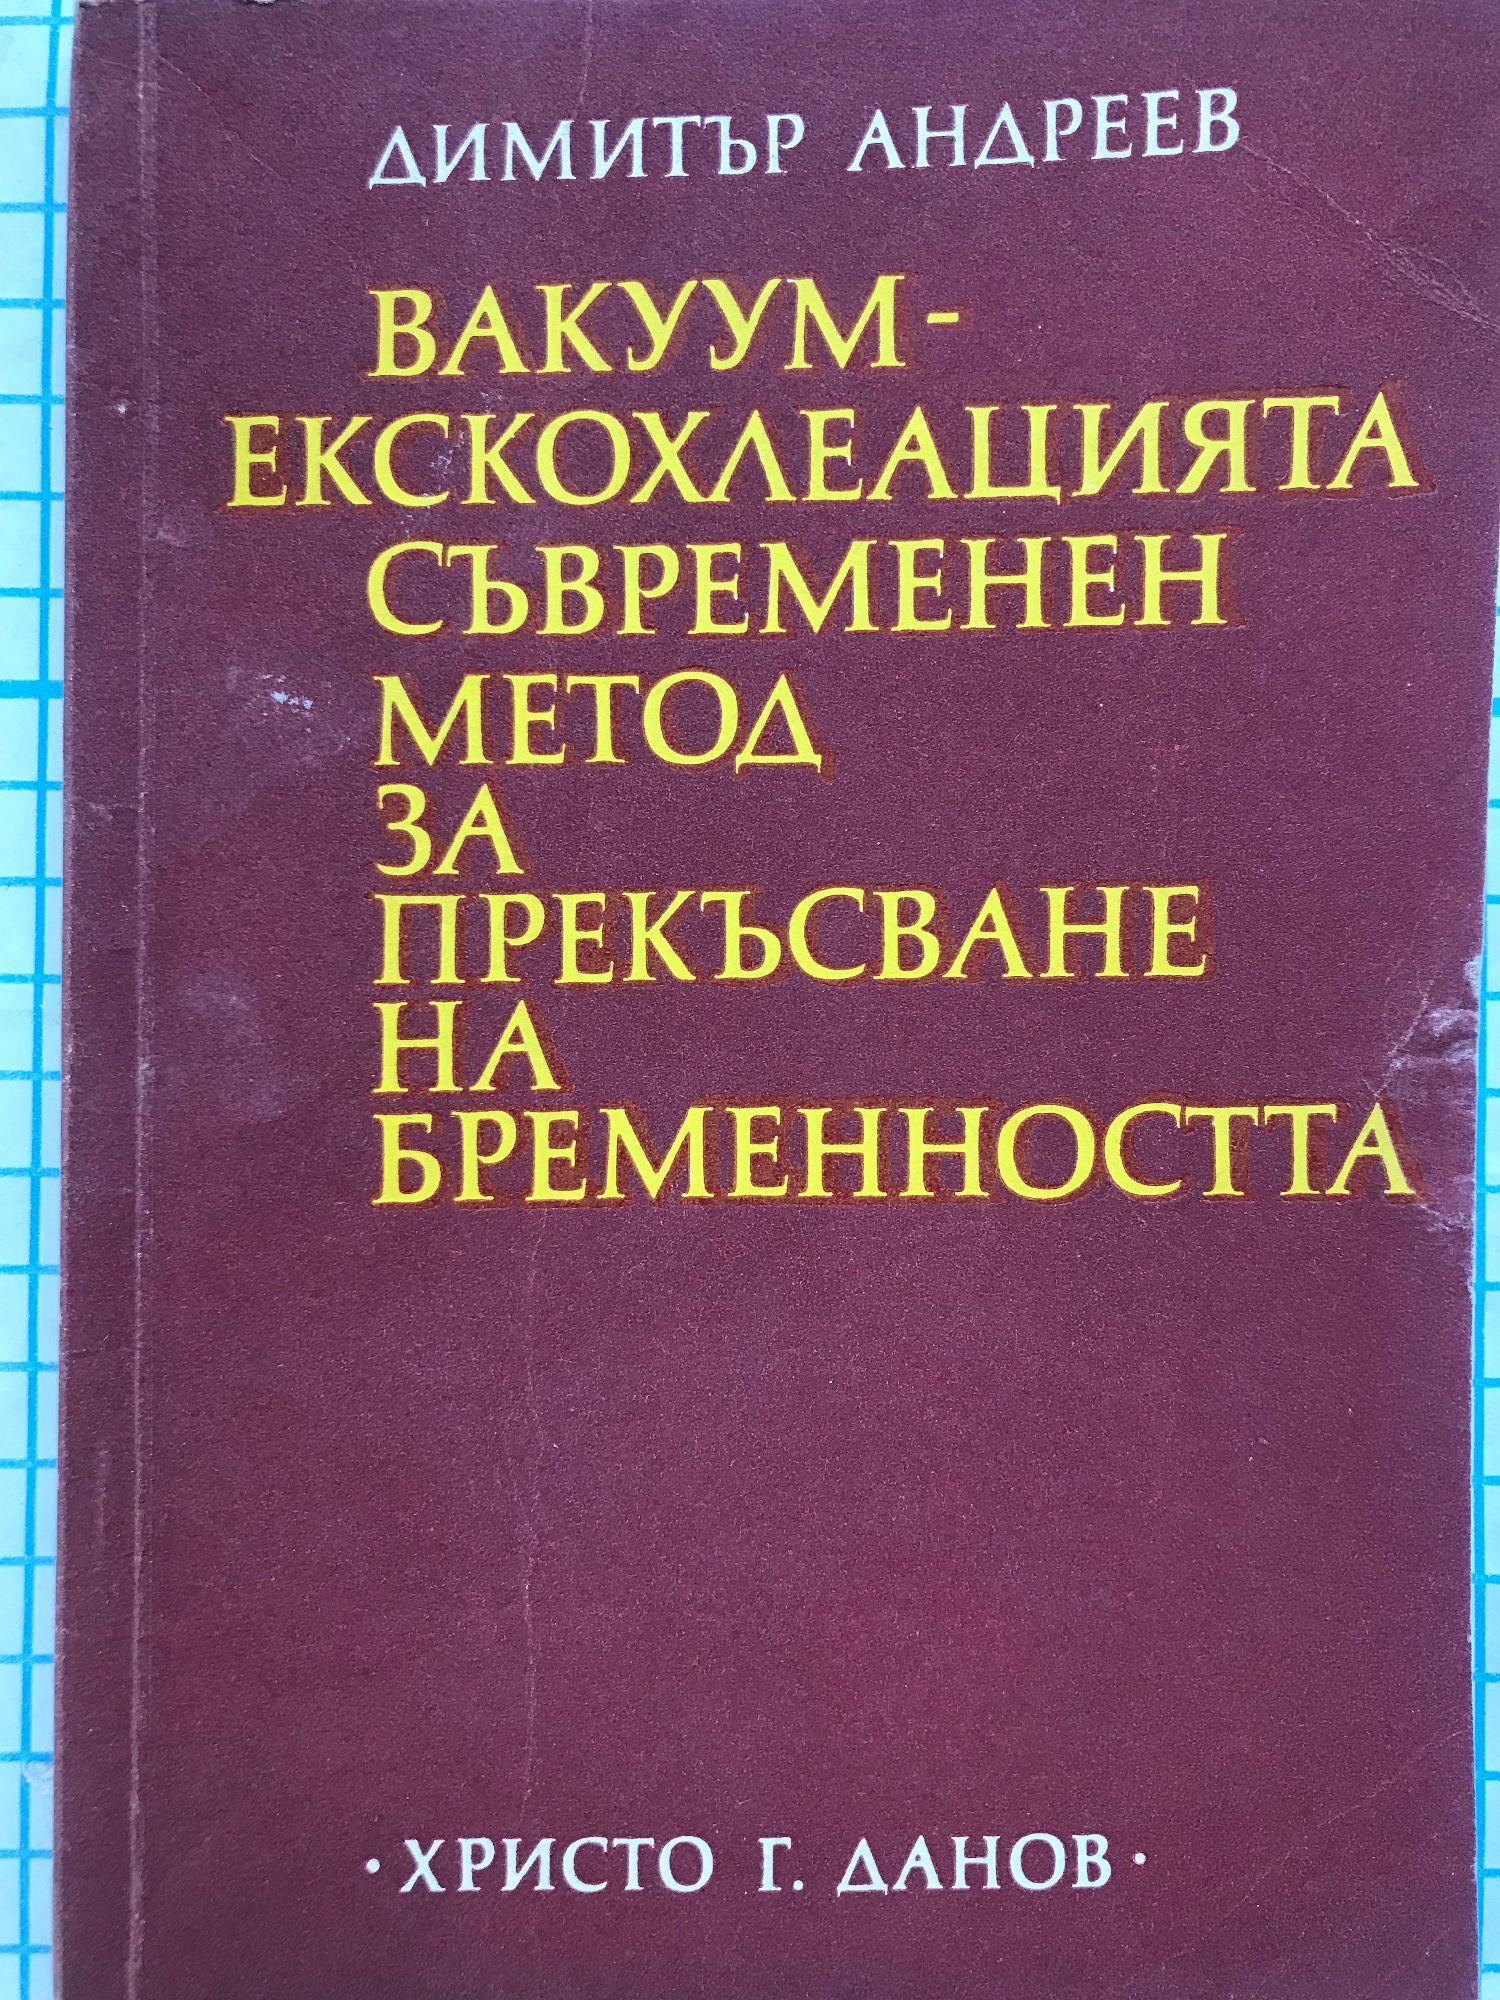 ДИМИТЪР АНДРЕЕВ
ВАКУУМ-
ЕКСКОХЛЕАЦИЯТА
СЪВРЕМЕНЕН
МЕТОД
ЗА
ПРЕКЪСВАНЕ
НА
БРЕМЕННОСТТА
·ХРИСТО Г. ДАНОВ·